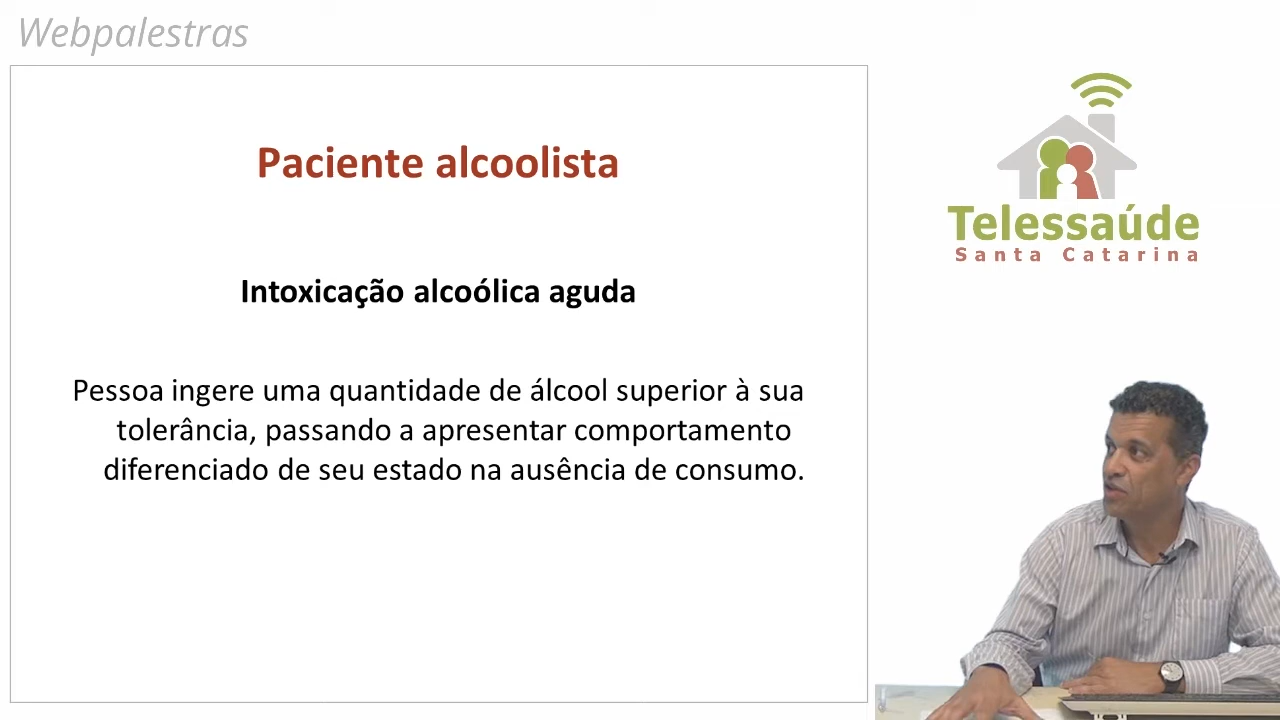 Webpalestras
Paciente alcoolista
Intoxicação alcoólica aguda
Pessoa ingere uma quantidade de álcool superior à sua
tolerância, passando a apresentar comportamento
diferenciado de seu estado na ausência de consumo.
Telessaúde
Santa Catarina